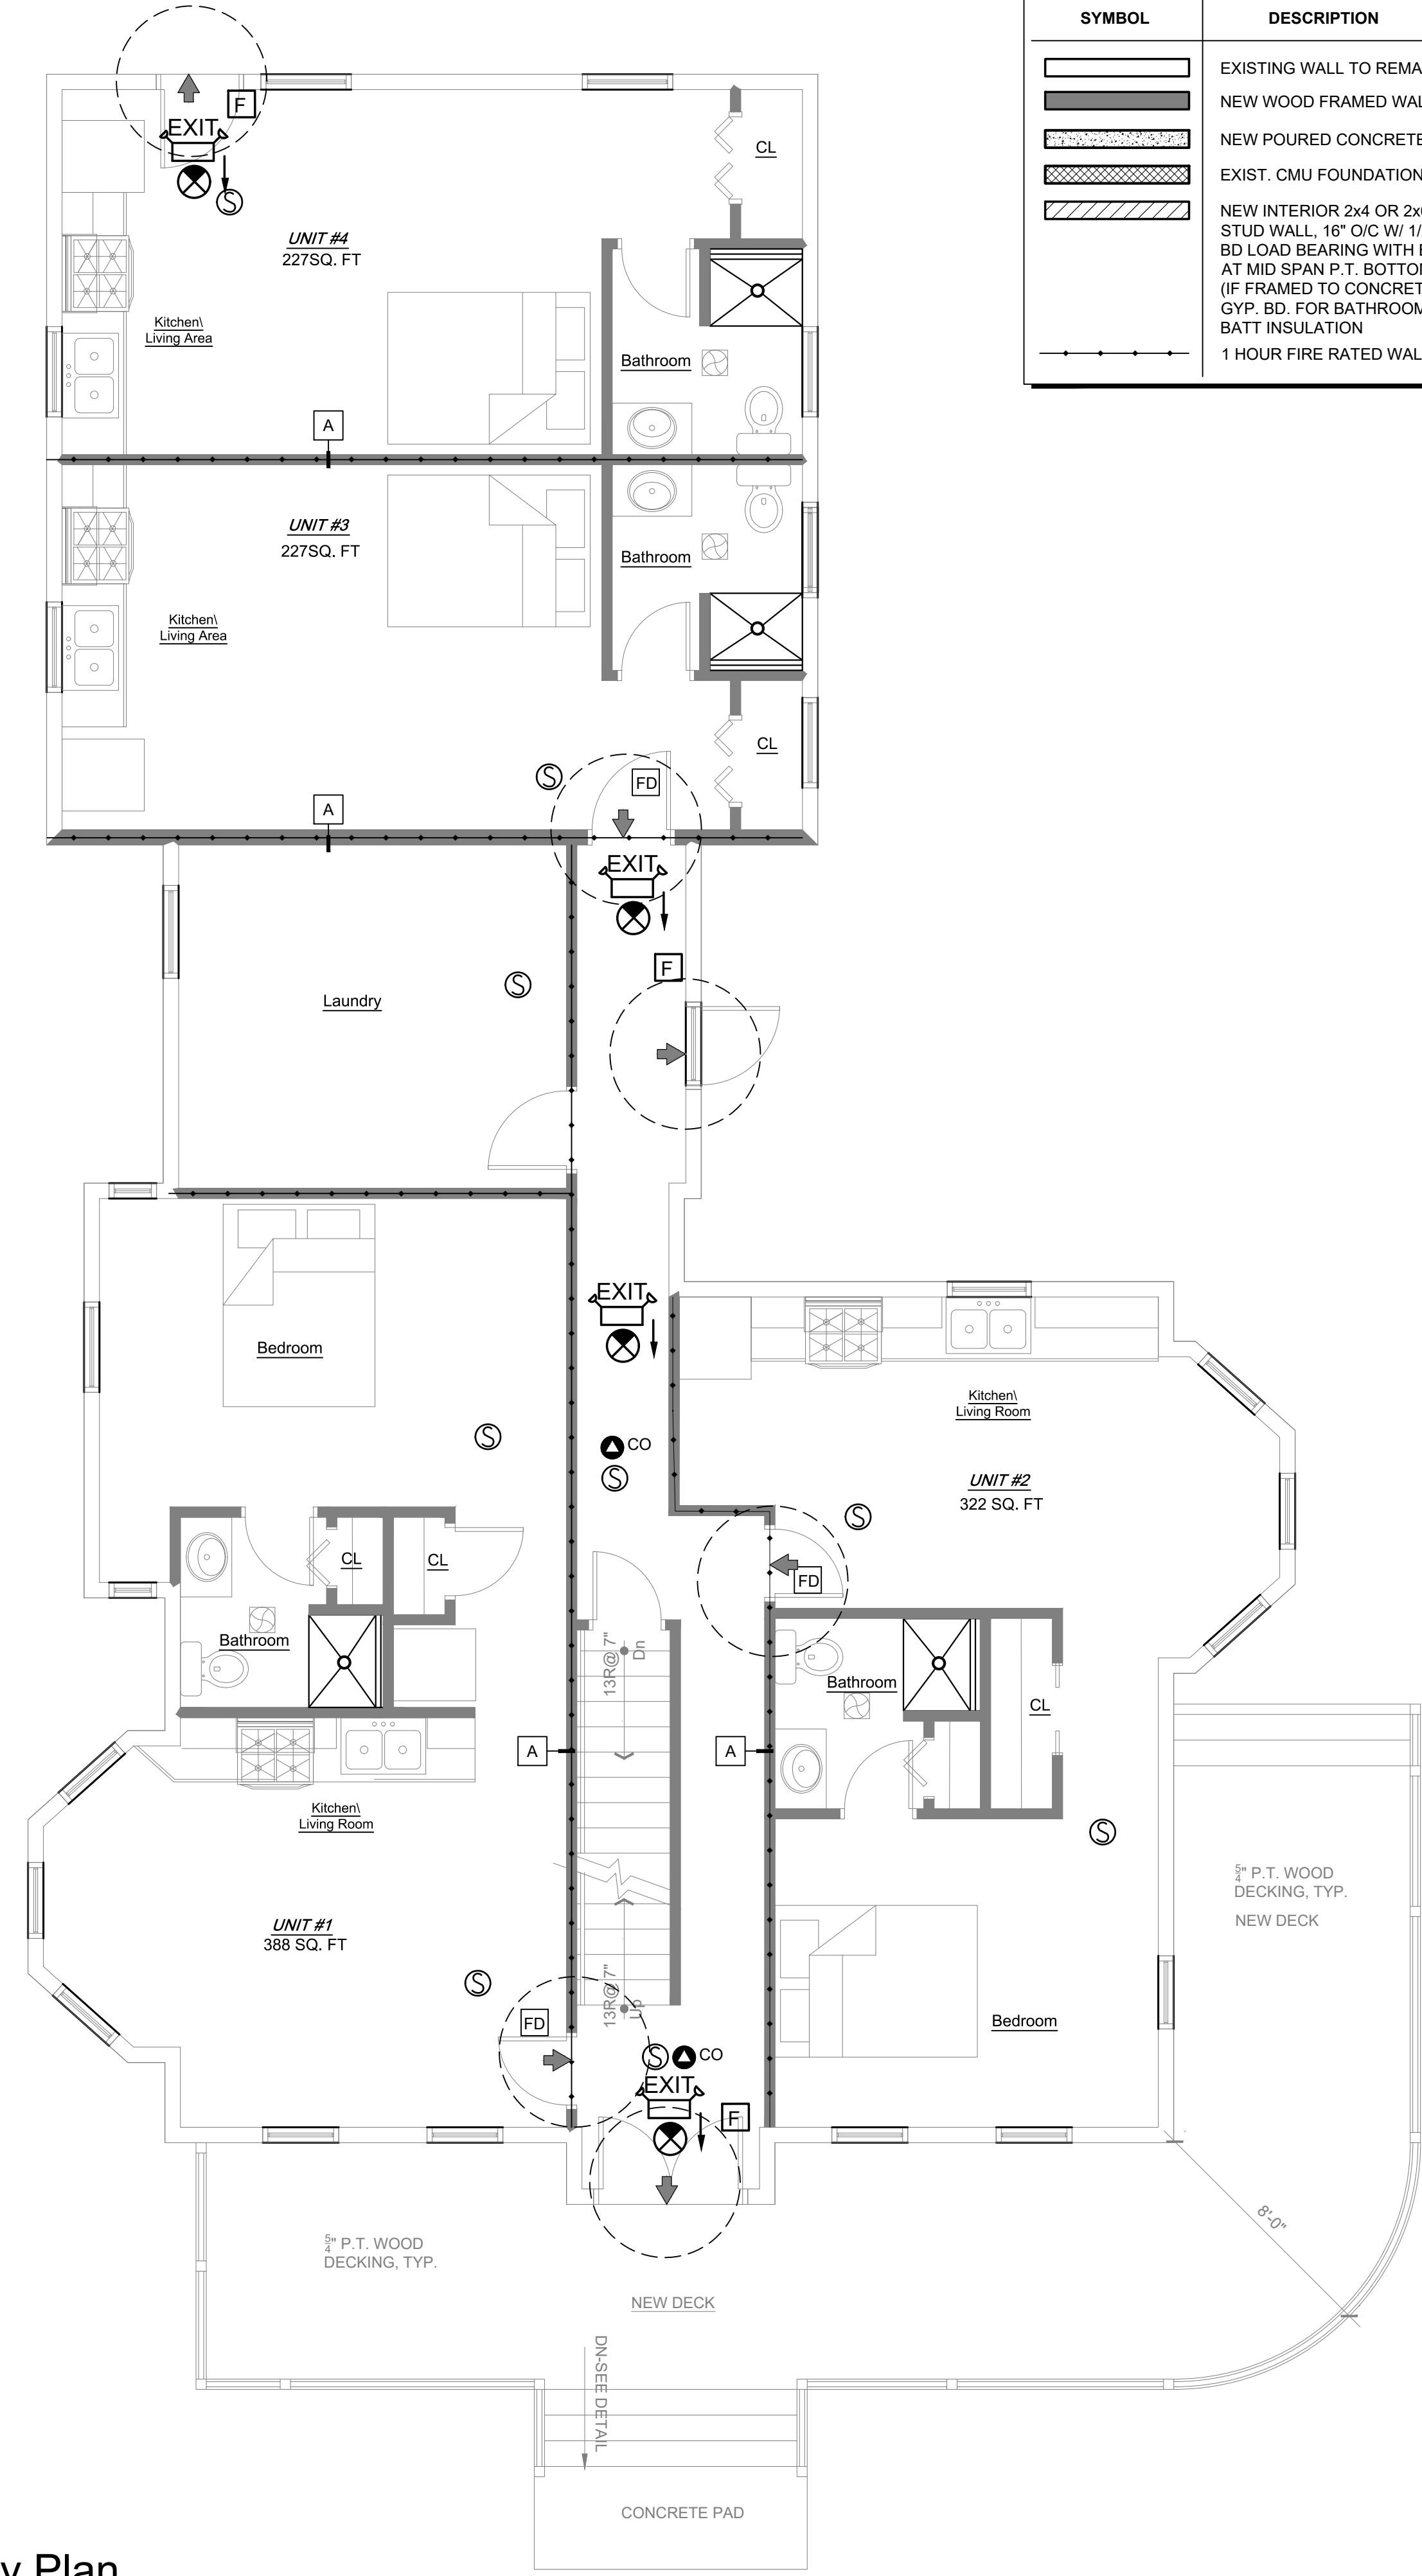 SYMBOL
DESCRIPTION
EXISTING WALL TO REMA
NEW WOOD FRAMED WAL
NEW POURED CONCRETE
EXIST. CMU FOUNDATION
NEW INTERIOR 2x4 OR 2x
STUD WALL, 16" O/C W/ 1/
BD LOAD BEARING WITH
AT MID SPAN P.T. BOTTO
(IF FRAMED TO CONCRET
GYP. BD. FOR BATHROOM
BATT INSULATION
1 HOUR FIRE RATED WAL
F
EXIT
S
CL
UNIT #4
227SQ. FT
Kitchen\
Living Area
Bathroom
A
UNIT #3
227SQ. FT
Bathroom
Kitchen\
Living Area
CL
S
FD
A
EXIT
F
S
Laundry
EXIT
Bedroom
Kitchen\
Living Room
S
CO
S
UNIT #2
322 SQ. FT
S
CL
CL
FD
Bathroom
13R@ 7"
Dn
Bathroom
CL
A
A
Kitchen\
Living Room
S
5/4" P.T. WOOD
DECKING, TYP.
NEW DECK
UNIT #1
388 SQ. FT
S
13R@ 7"
Up
FD
Bedroom
S
CO
EXIT
F
8'-0"
5/4" P.T. WOOD
DECKING, TYP.
NEW DECK
DN-SEE DETAIL
CONCRETE PAD
y Plan